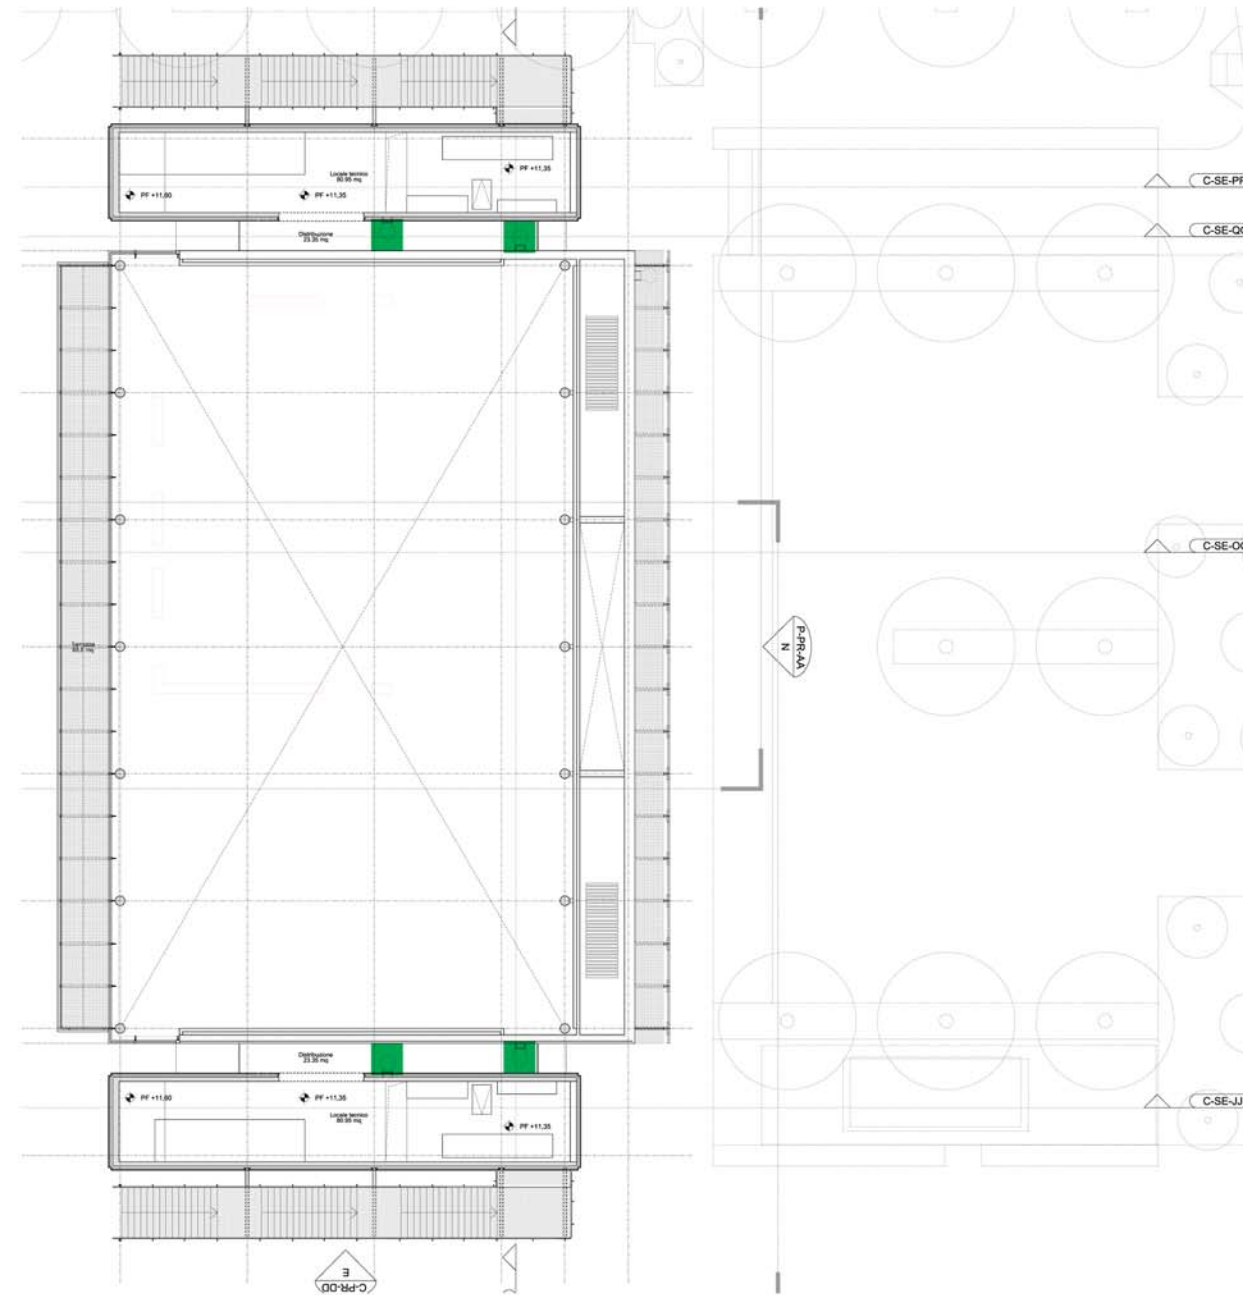 Locale tecnico
80.95 mq
PF +11,35
PF +11,60
PF +11,35
C-SE-PP
Distribuzione
23.35 mq
C-SE-QQ
C-SE-OO
P-PR-AA
N
Terrazza
Distribuzione
23.35 mq
PF +11,60
PF +11,35
C-SE-JJ
Locale tecnico
80.95 mq
PF +11,35
E
C-PR-DD